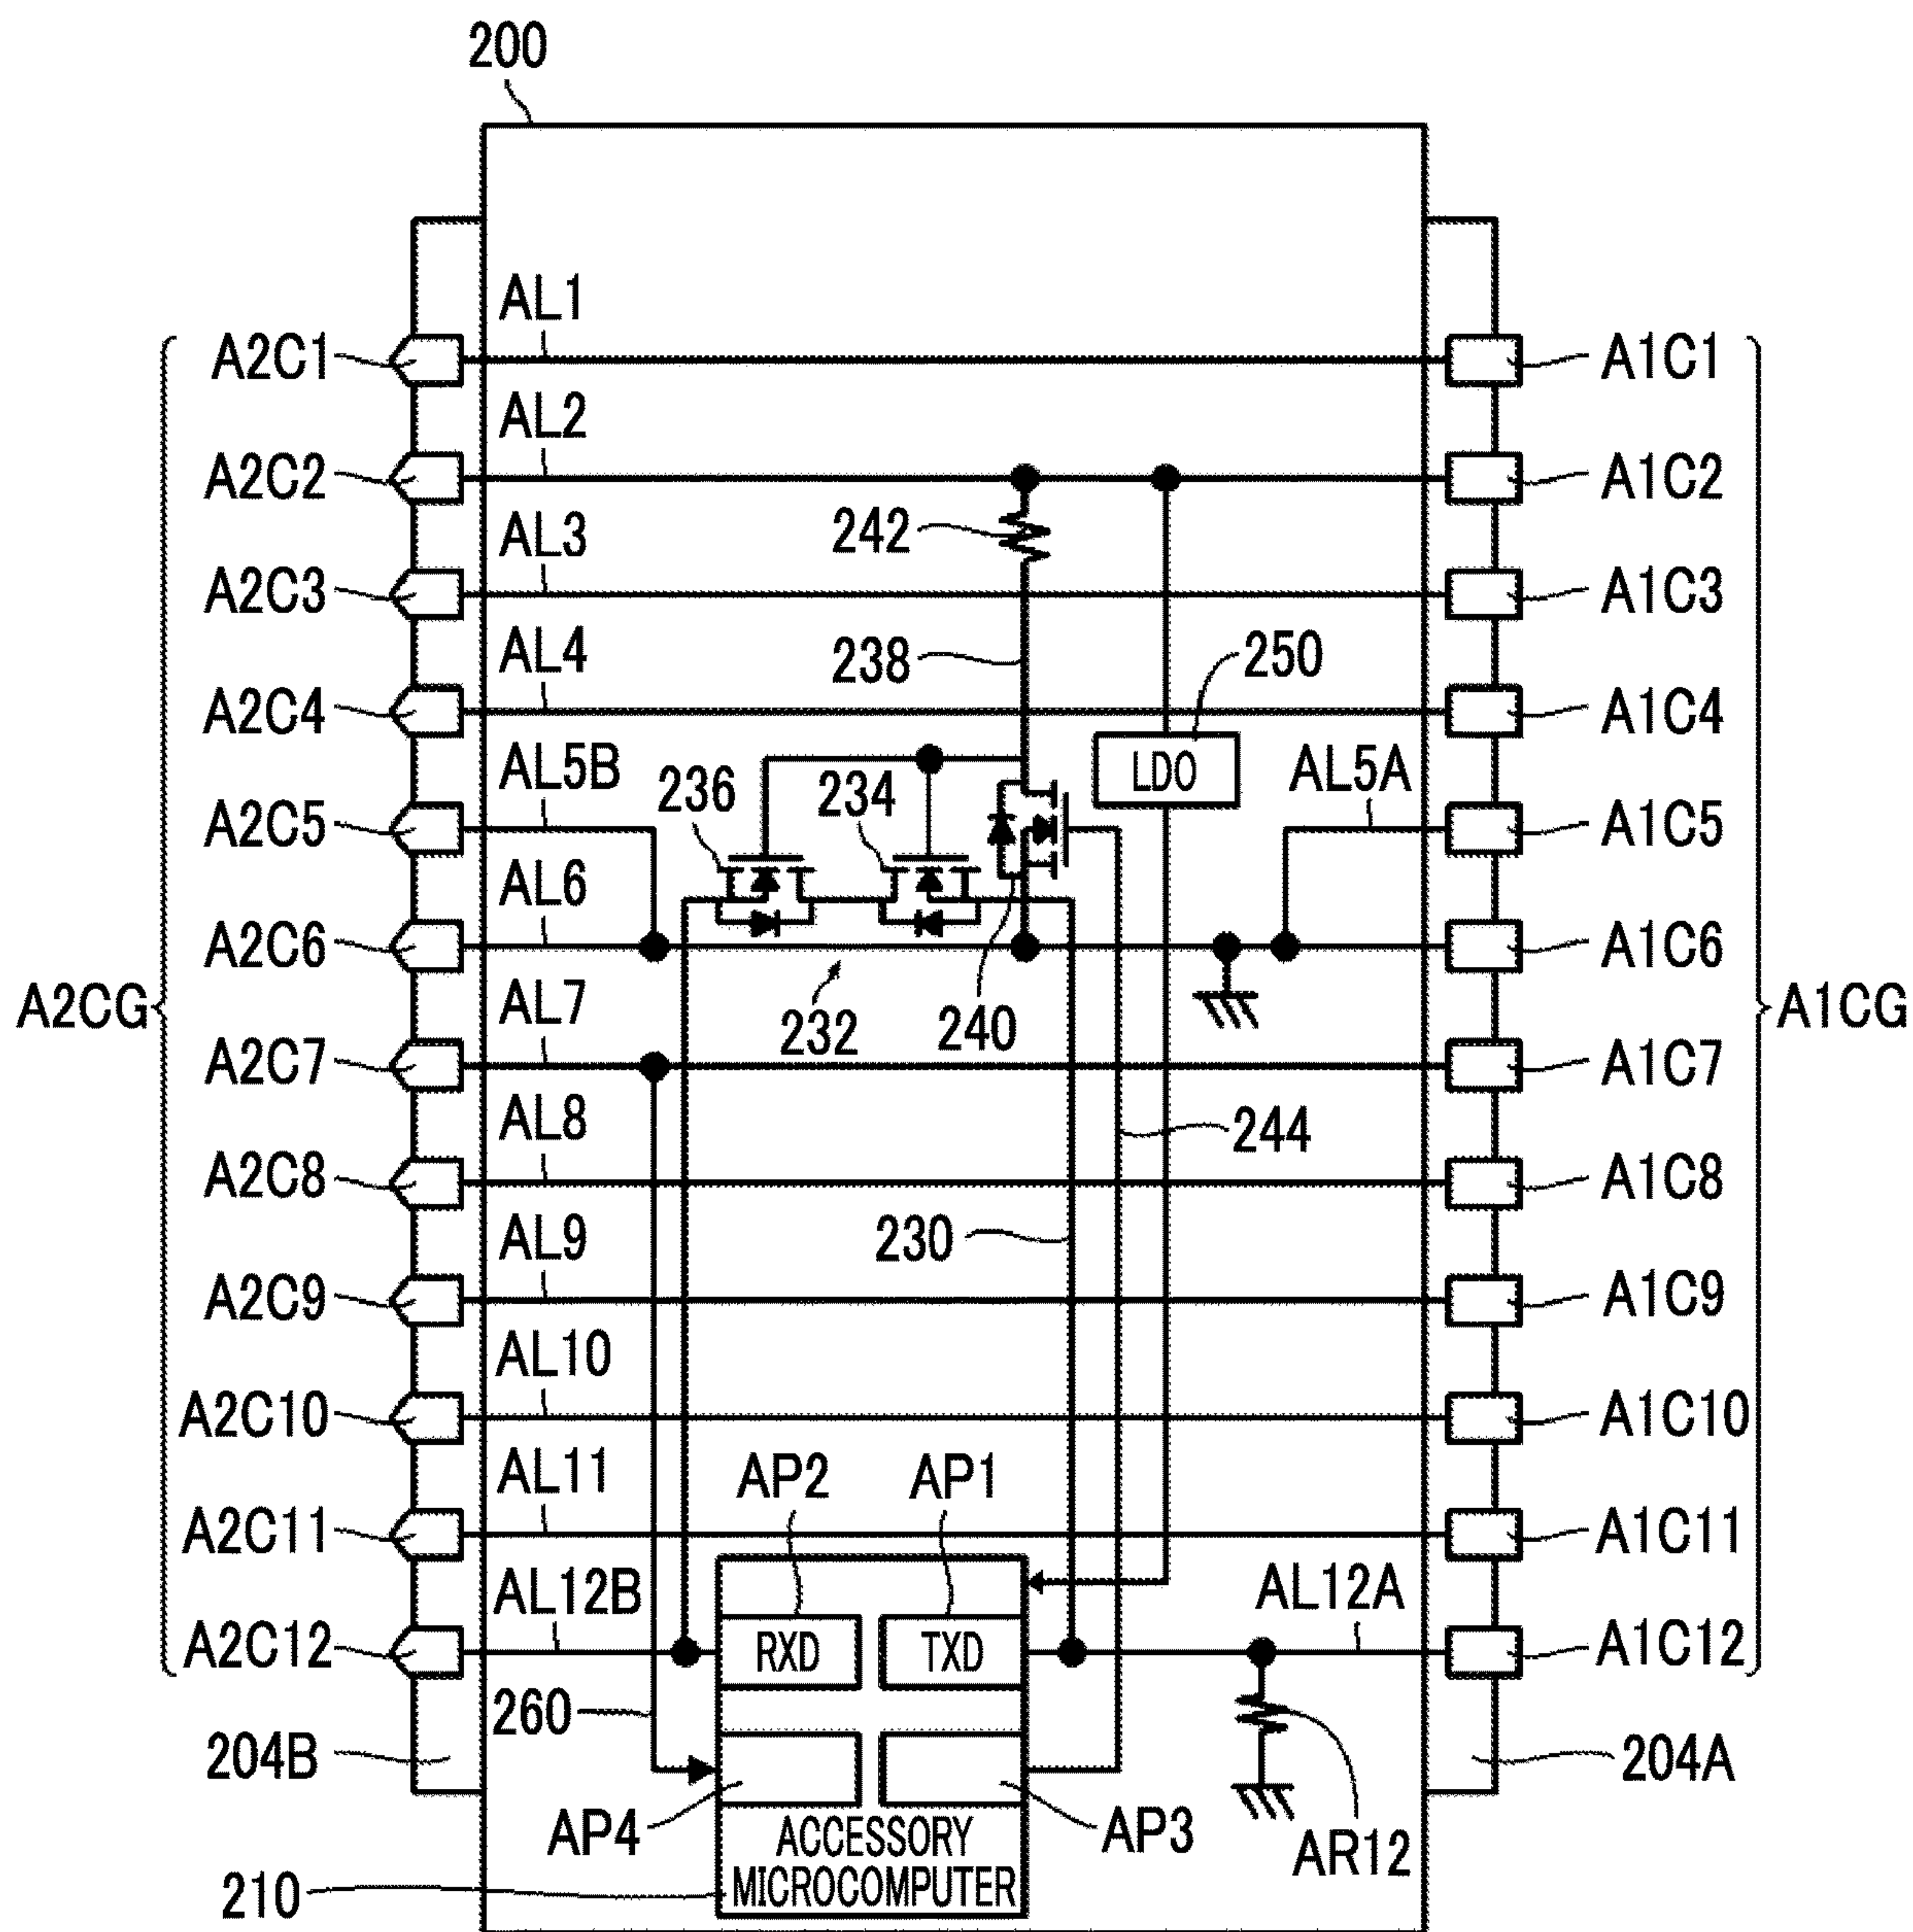 200
AL1
A2C1
A1C1
AL2
A2C2
A1C2
242
AL3
A2C3
A1C3
238
250
AL4
A2C4
A1C4
LDO
AL5B
236
234
AL5A
A2C5
A1C5
AL6
A2C6
A1C6
A2CG
AL7
232
240
A1CG
A2C7
A1C7
AL8
244
A2C8
A1C8
AL9
230
A2C9
A1C9
AL10
A2C10
A1C10
AL11
AP2
AP1
A2C11
A1C11
AL12B
AL12A
A2C12
RXD
TXD
A1C12
260
204B
204A
AP4
ACCESSORY
MICROCOMPUTER
AP3
AR12
210